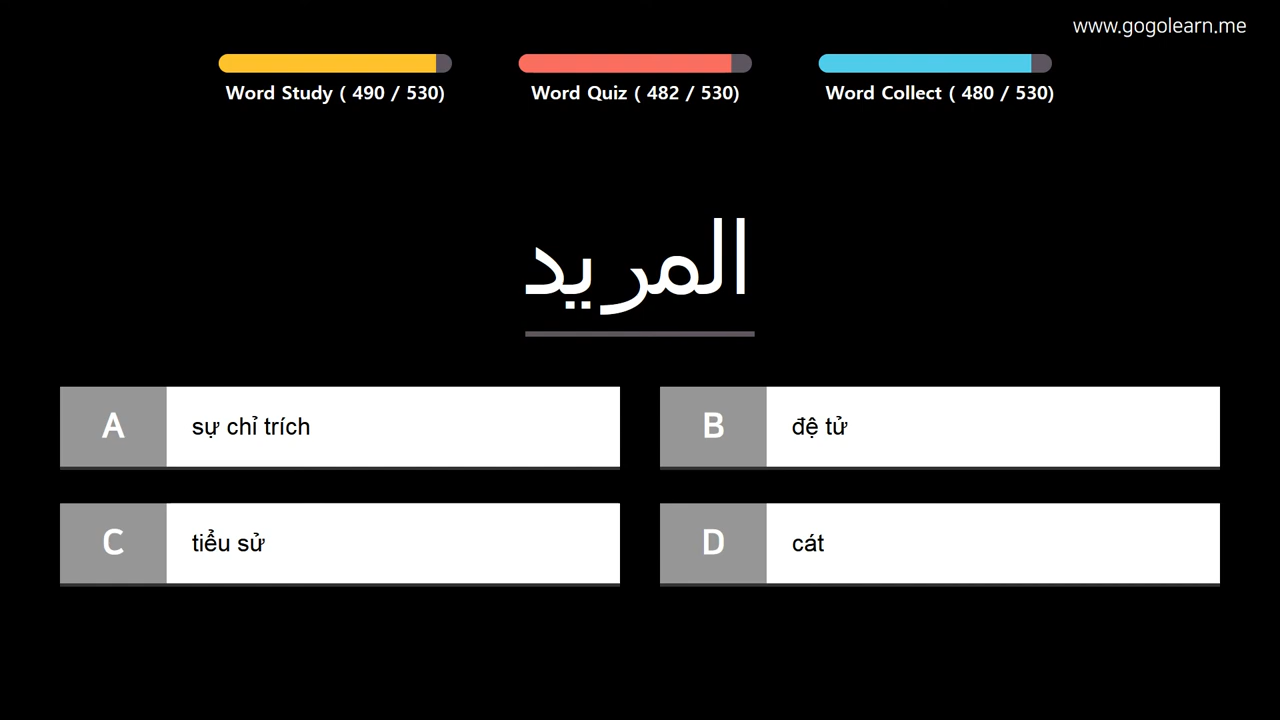 www.gogolearn.me
Word Study ( 490 / 530)
Word Quiz ( 482 / 530)
Word Collect ( 480 / 530)
المريد
A
sự chỉ trích
B
đệ tử
C
tiểu sử
D
cát